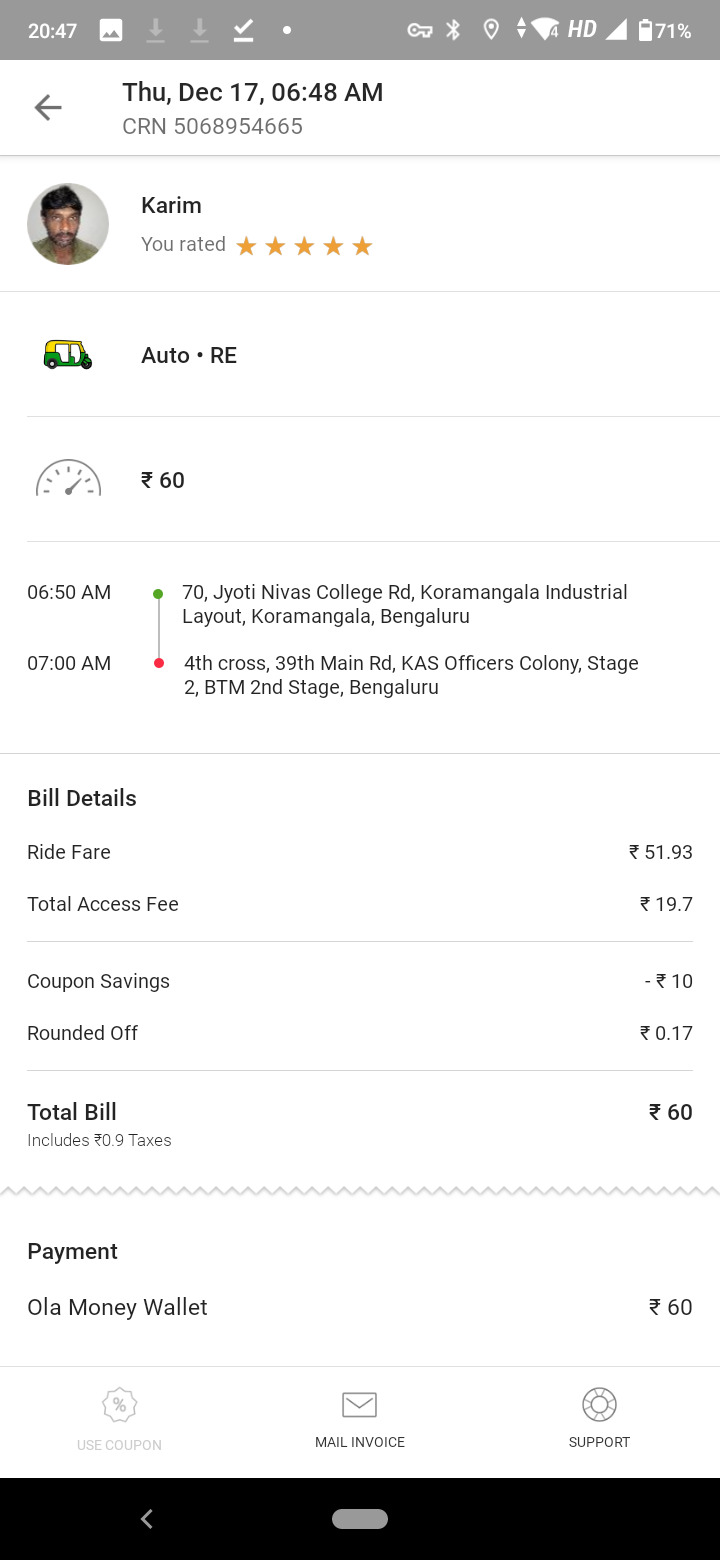 20:47
4 HD 71%
Thu, Dec 17, 06:48 AM
CRN 5068954665
Karim
You rated
Auto • RE
₹ 60
06:50 AM 70, Jyoti Nivas College Rd, Koramangala Industrial
Layout, Koramangala, Bengaluru
07:00 AM 4th cross, 39th Main Rd, KAS Officers Colony, Stage
2, BTM 2nd Stage, Bengaluru
Bill Details
Ride Fare ₹ 51.93
Total Access Fee ₹ 19.7
Coupon Savings - ₹ 10
Rounded Off ₹ 0.17
Total Bill ₹ 60
Includes ₹0.9 Taxes
Payment
Ola Money Wallet ₹ 60
%
USE COUPON MAIL INVOICE SUPPORT